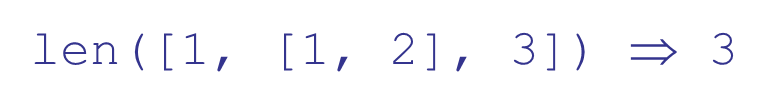 len([1, [1, 2], 3]) ⇒ 3